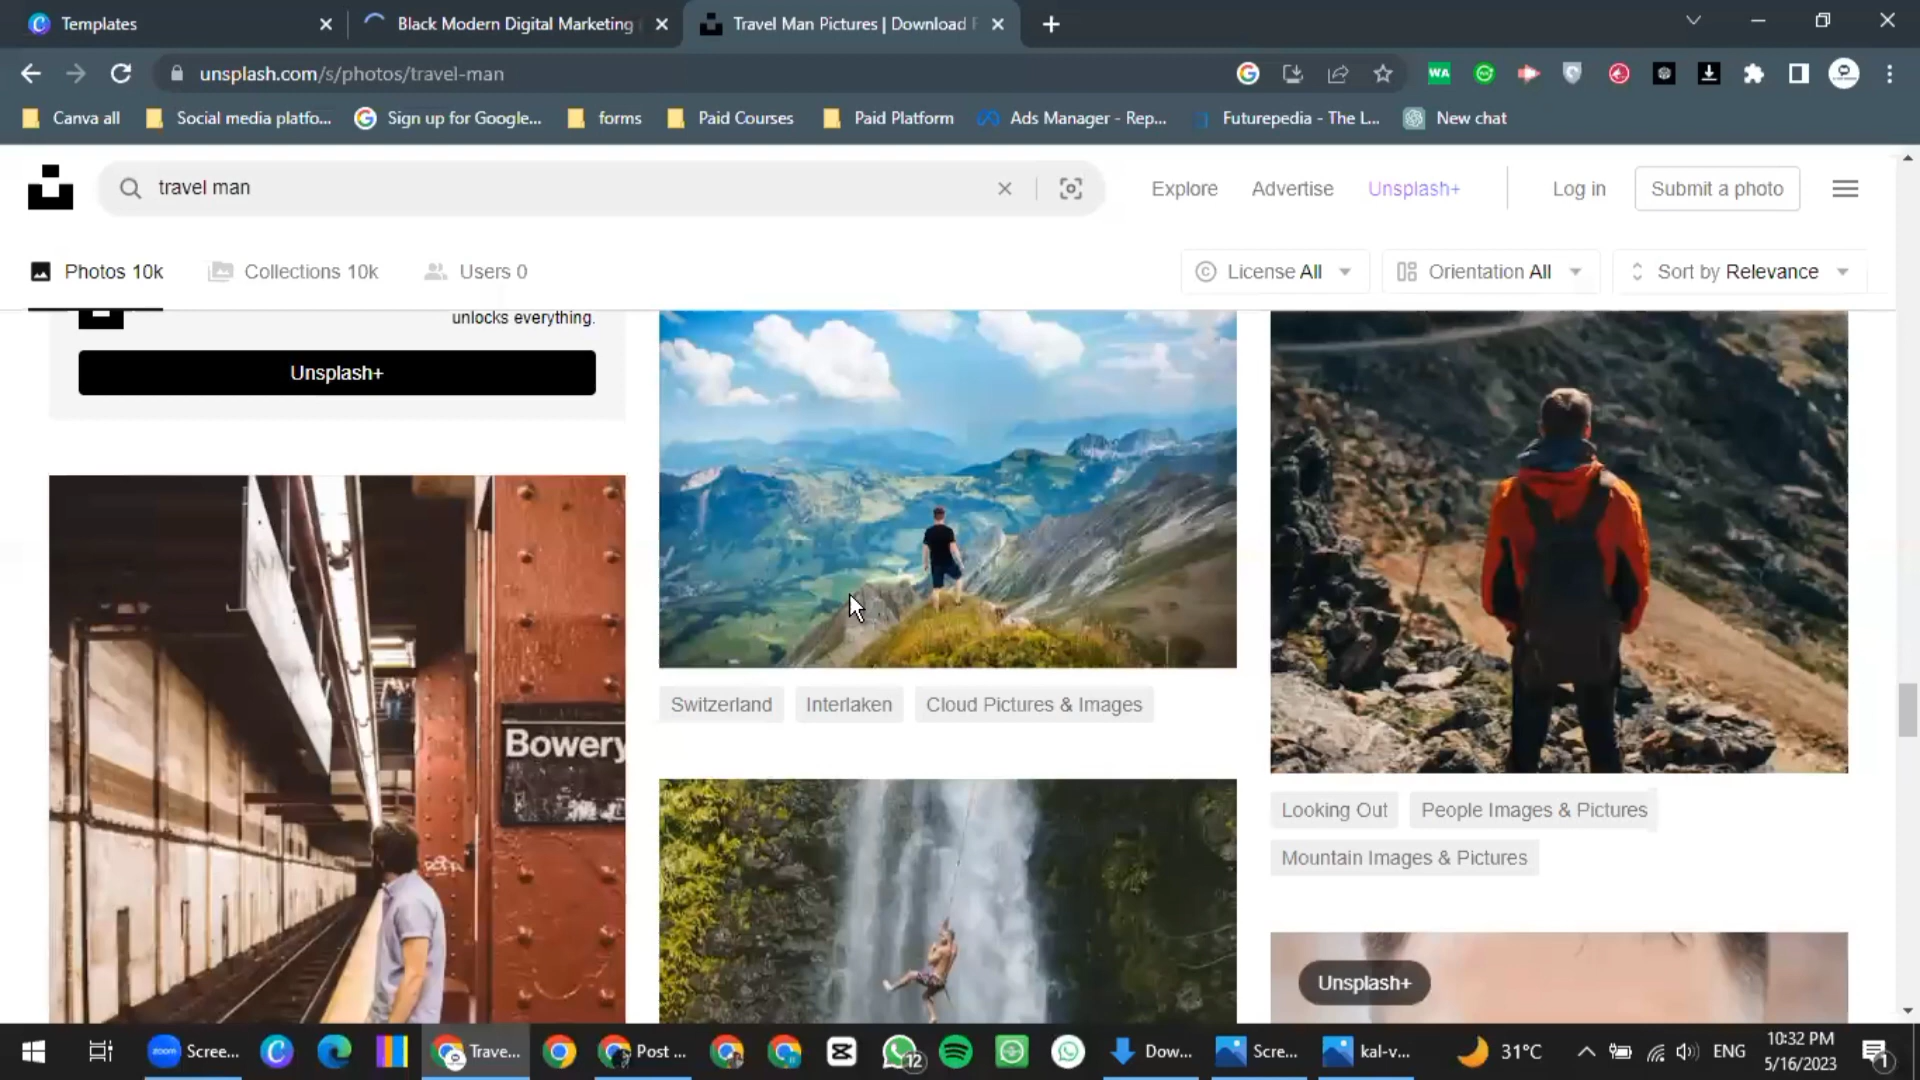 Templates
Black Modern Digital Marketing
Travel Man Pictures | Download F
unsplash.com/s/photos/travel-man
WA
Canva all
Social media platfo...
Sign up for Google...
forms
Paid Courses
Paid Platform
Ads Manager - Rep...
Futurepedia - The L...
New chat
travel man
Explore
Advertise
Unsplash+
Log in
Submit a photo
Photos 10k
Collections 10k
Users 0
License All
Orientation All
Sort by Relevance
unlocks everything.
Unsplash+
Bowery
Switzerland
Interlaken
Cloud Pictures & Images
Looking Out
People Images & Pictures
Mountain Images & Pictures
Unsplash+
zoom
Scree...
Trave...
Post ...
12
Dow...
Scre...
kal-v...
31°C
ENG
10:32 PM
5/16/2023
1